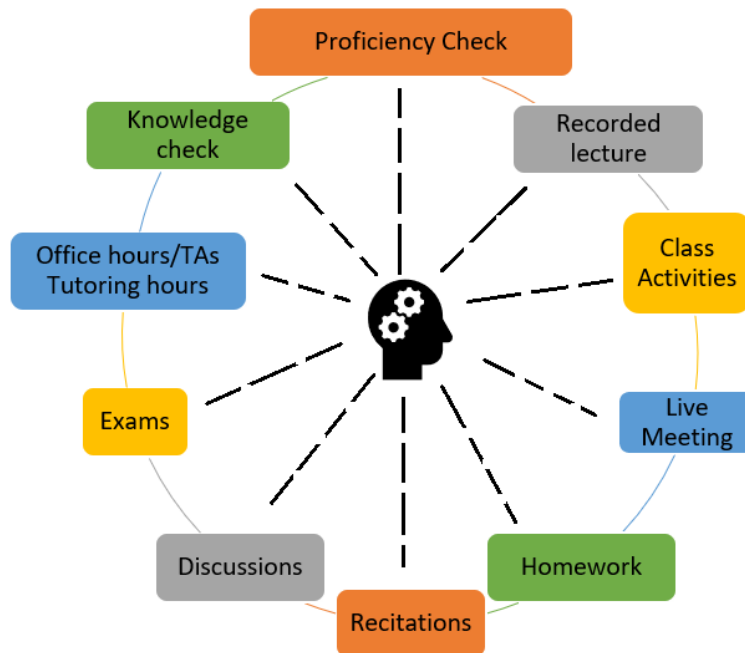 Proficiency Check
Recorded
lecture
Class
Activities
Live
Meeting
Homework
Recitations
Discussions
Exams
Office hours/TAs
Tutoring hours
Knowledge
check